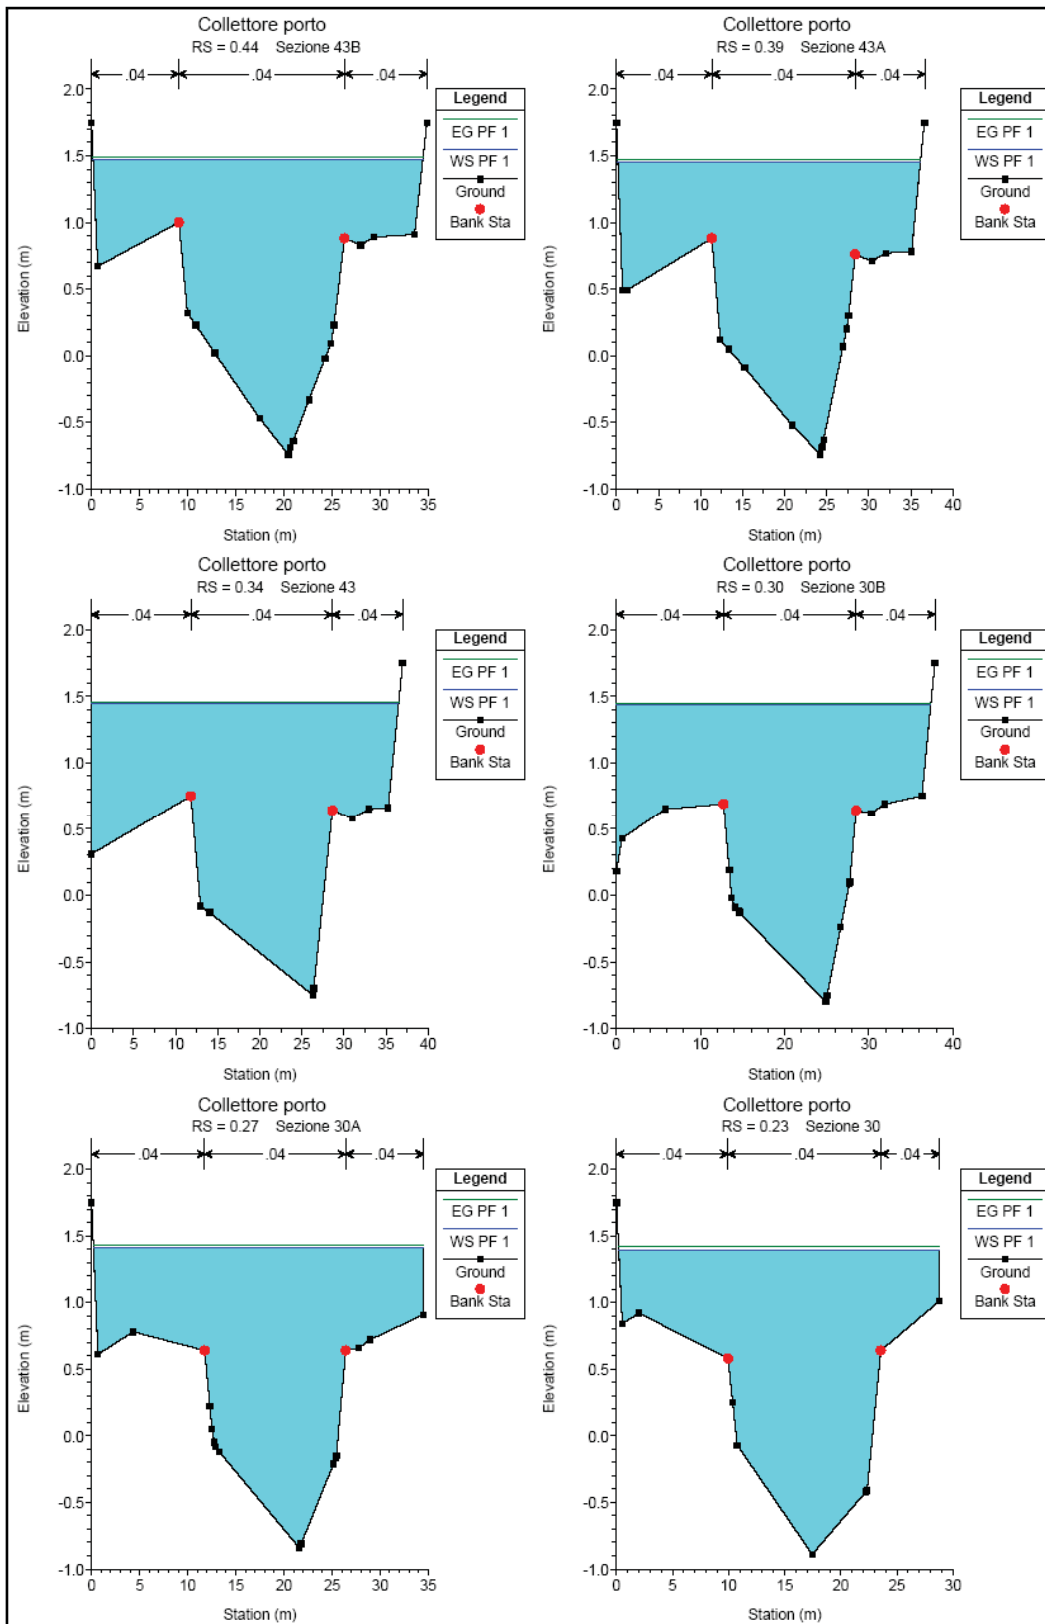 Collettore porto
RS = 0.44 Sezione 43B
.04 .04 .04
Legend
EG PF 1
WS PF 1
Ground
Bank Sta
2.0
1.5
1.0
0.5
0.0
-0.5
-1.0
Elevation (m)
0 5 10 15 20 25 30 35
Station (m)
Collettore porto
RS = 0.39 Sezione 43A
.04 .04 .04
Legend
EG PF 1
WS PF 1
Ground
Bank Sta
2.0
1.5
1.0
0.5
0.0
-0.5
-1.0
Elevation (m)
0 10 20 30 40
Station (m)
Collettore porto
RS = 0.34 Sezione 43
.04 .04 .04
Legend
EG PF 1
WS PF 1
Ground
Bank Sta
2.0
1.5
1.0
0.5
0.0
-0.5
-1.0
Elevation (m)
0 10 20 30 40
Station (m)
Collettore porto
RS = 0.30 Sezione 30B
.04 .04 .04
Legend
EG PF 1
WS PF 1
Ground
Bank Sta
2.0
1.5
1.0
0.5
0.0
-0.5
-1.0
Elevation (m)
0 10 20 30 40
Station (m)
Collettore porto
RS = 0.27 Sezione 30A
.04 .04 .04
Legend
EG PF 1
WS PF 1
Ground
Bank Sta
2.0
1.5
1.0
0.5
0.0
-0.5
-1.0
Elevation (m)
0 5 10 15 20 25 30 35
Station (m)
Collettore porto
RS = 0.23 Sezione 30
.04 .04 .04
Legend
EG PF 1
WS PF 1
Ground
Bank Sta
2.0
1.5
1.0
0.5
0.0
-0.5
-1.0
Elevation (m)
0 5 10 15 20 25 30
Station (m)